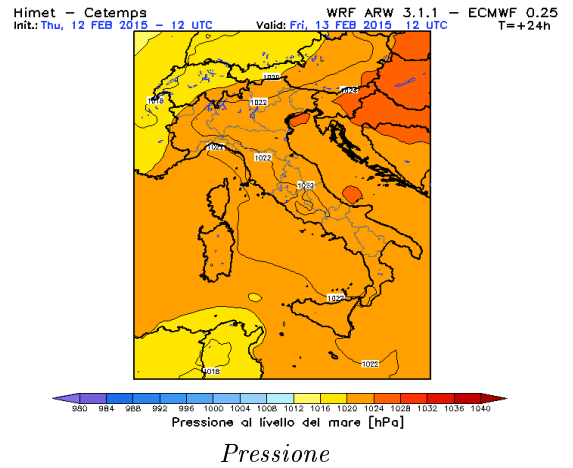 Himet – Cetemps WRF ARW 3.1.1 – ECMWF 0.25
Init.: Thu, 12 FEB 2015 – 12 UTC Valid: Fri, 13 FEB 2015 12 UTC T=+24h
1020
1018
1024
1022
1022
1022
1022
1022
1018
980 984 988 992 996 1000 1004 1008 1012 1016 1020 1024 1028 1032 1036 1040
Pressione al livello del mare [hPa]
Pressione